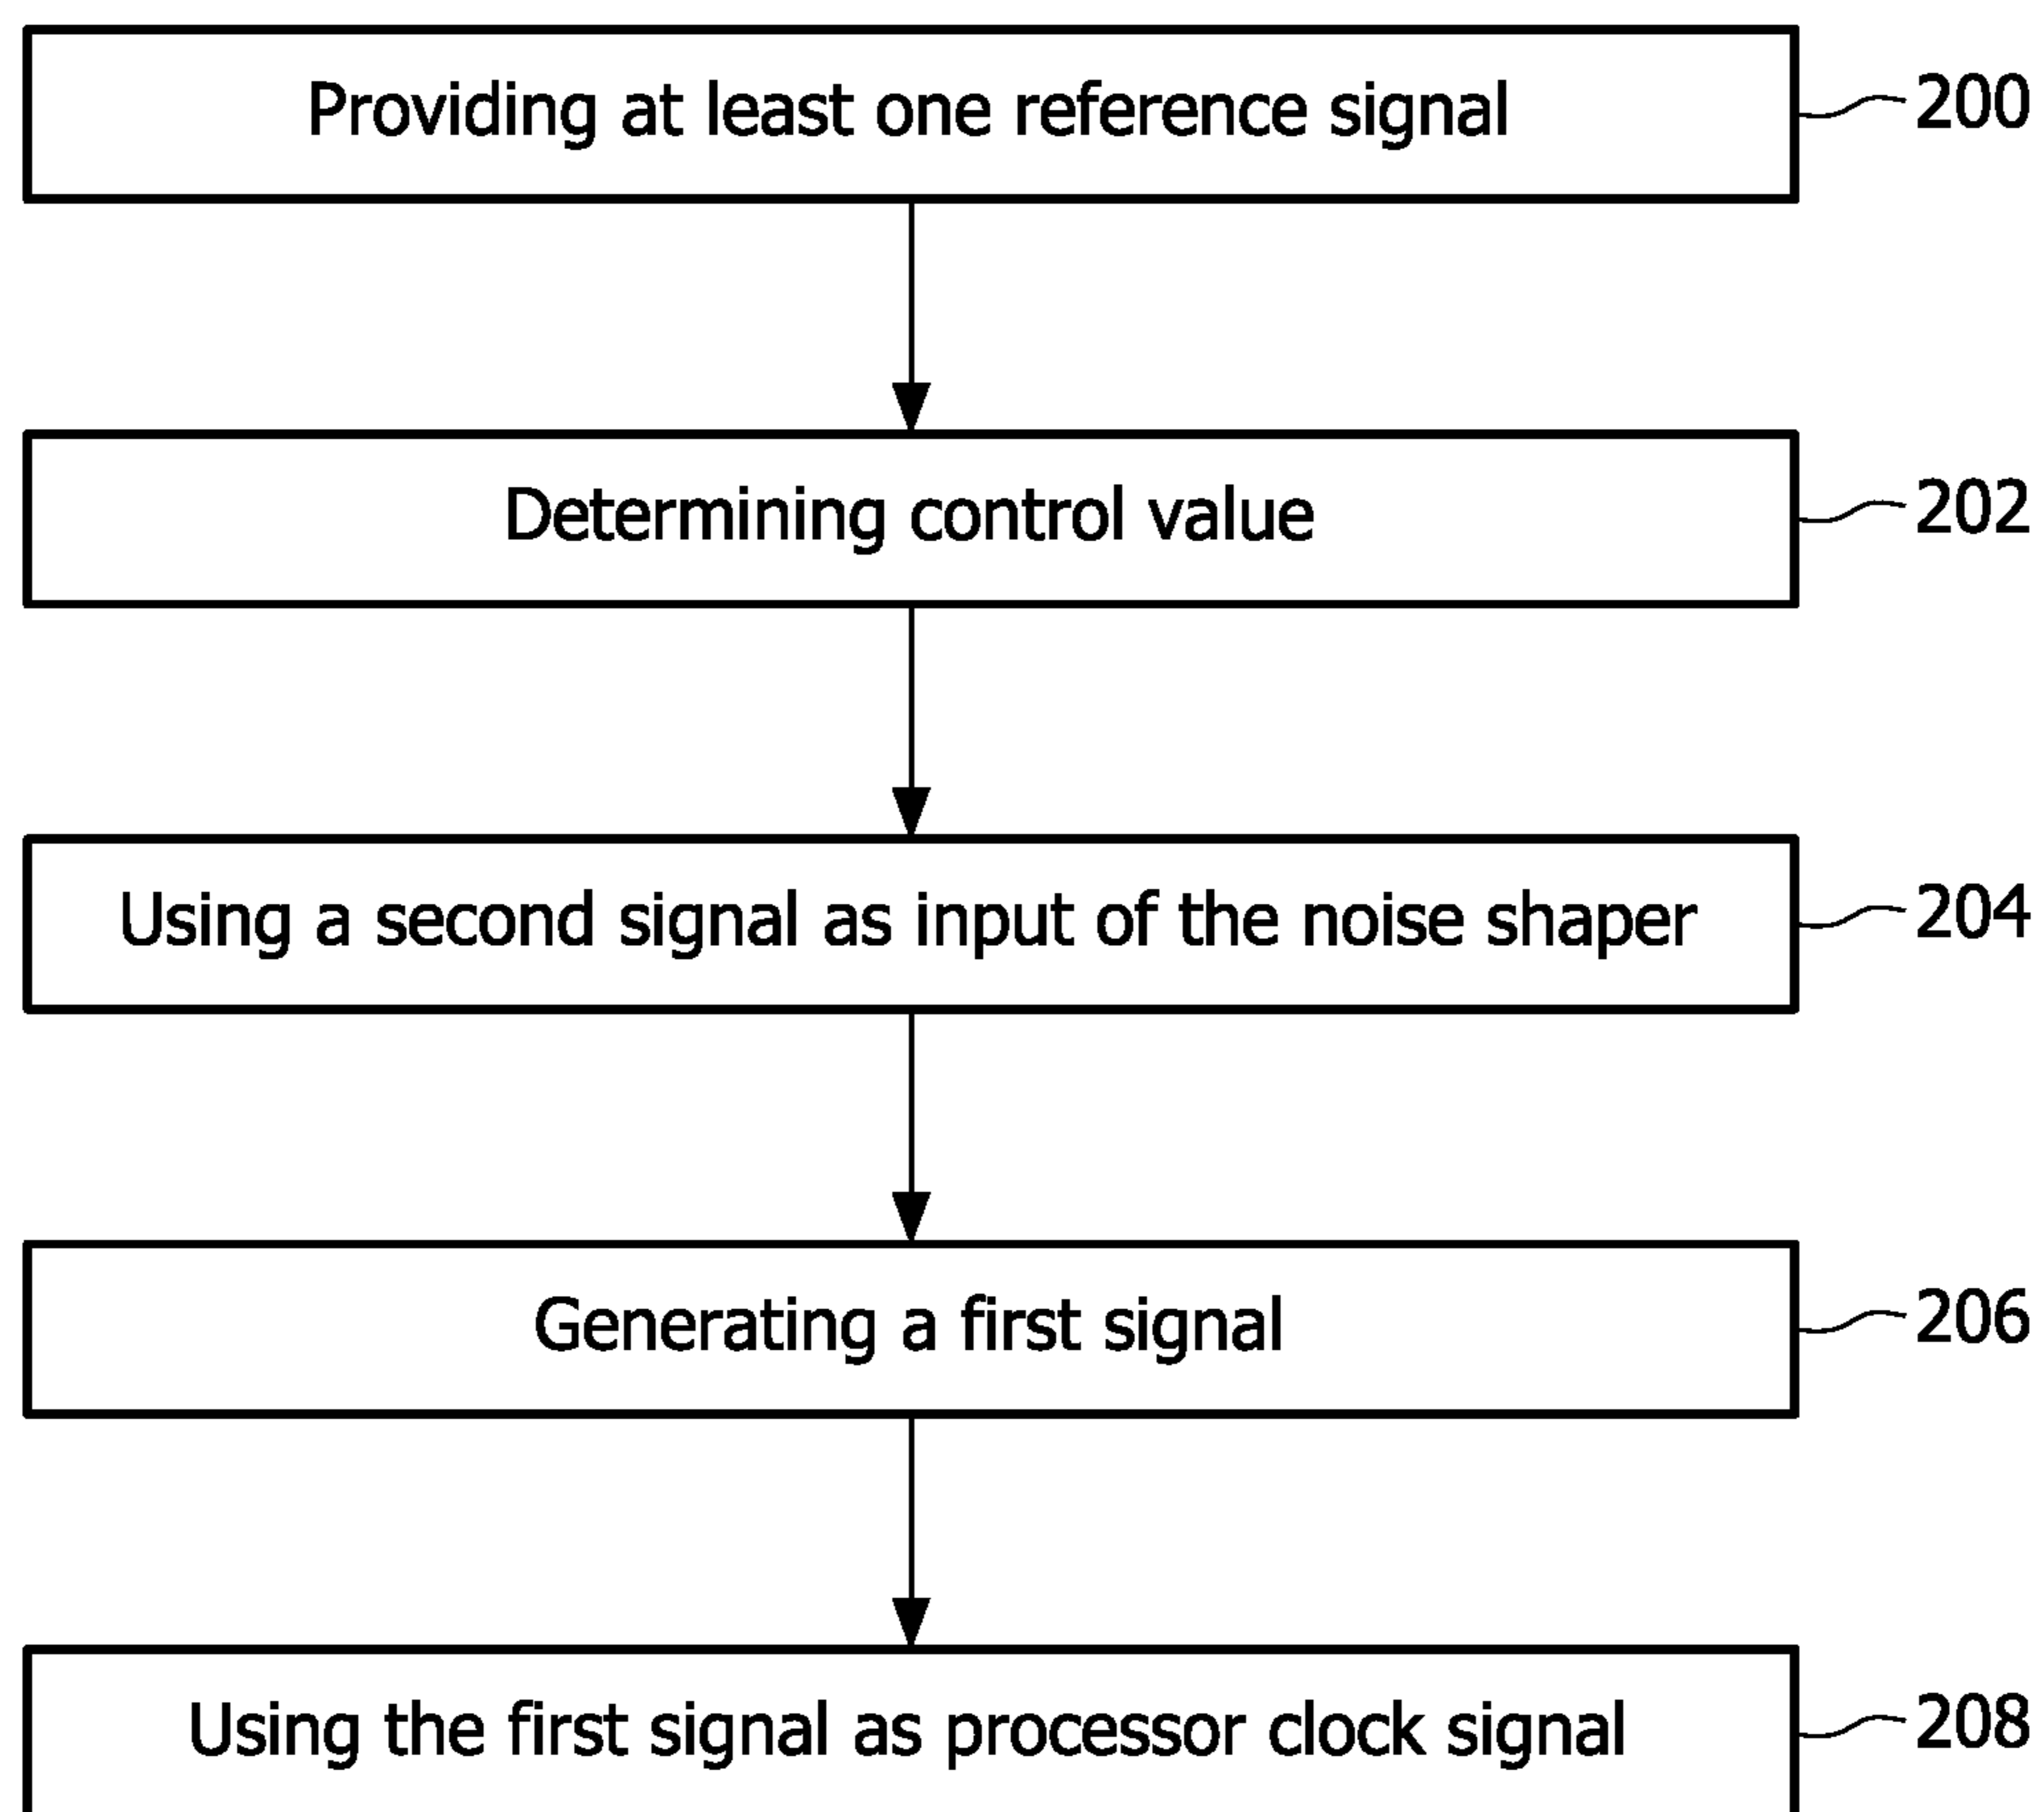 Providing at least one reference signal 200
Determining control value 202
Using a second signal as input of the noise shaper 204
Generating a first signal 206
Using the first signal as processor clock signal 208